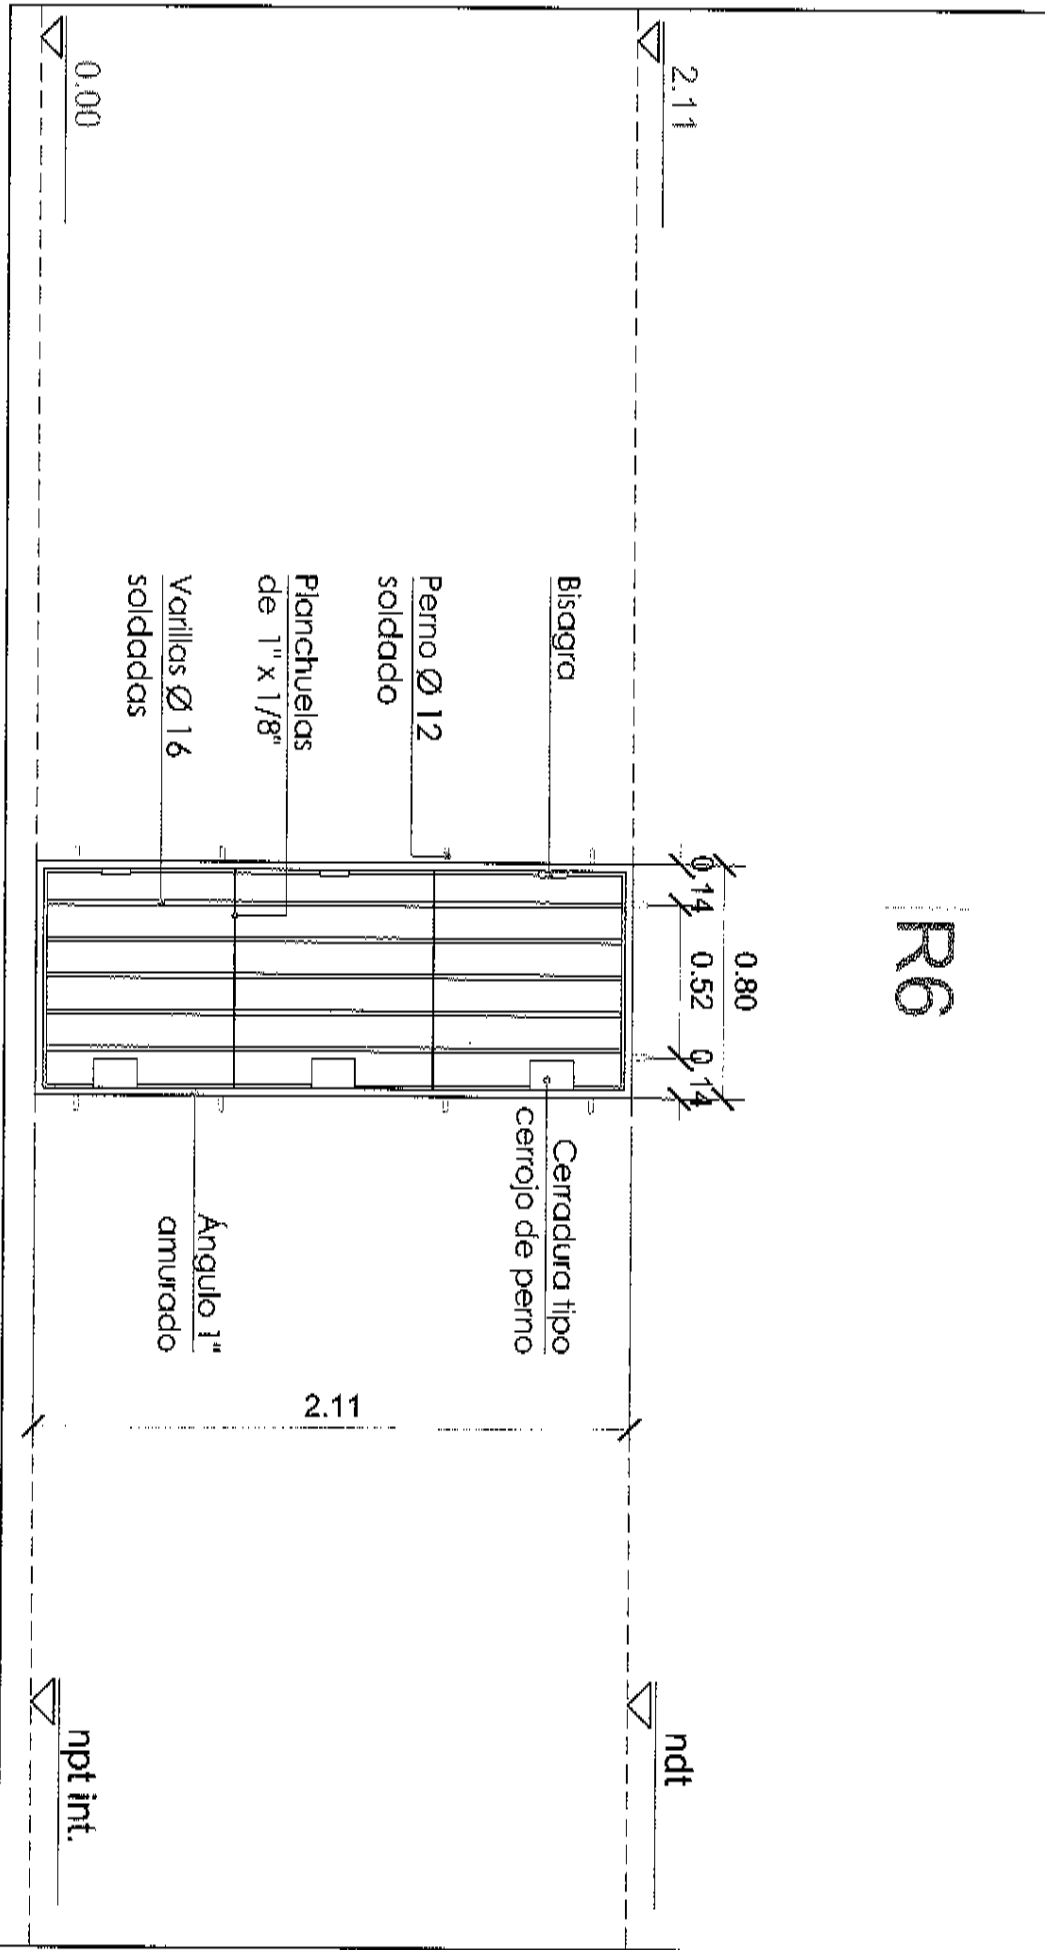 R6
0.80
0.14
0.52
0.14
2.11
ndt
Bisagra
Perno Ø 12
soldado
Planchuelas
de 1" x 1/8"
Varillas Ø 16
soldadas
Cerradura tipo
cerrojo de perno
Ángulo 1"
amurado
2.11
0.00
npt int.